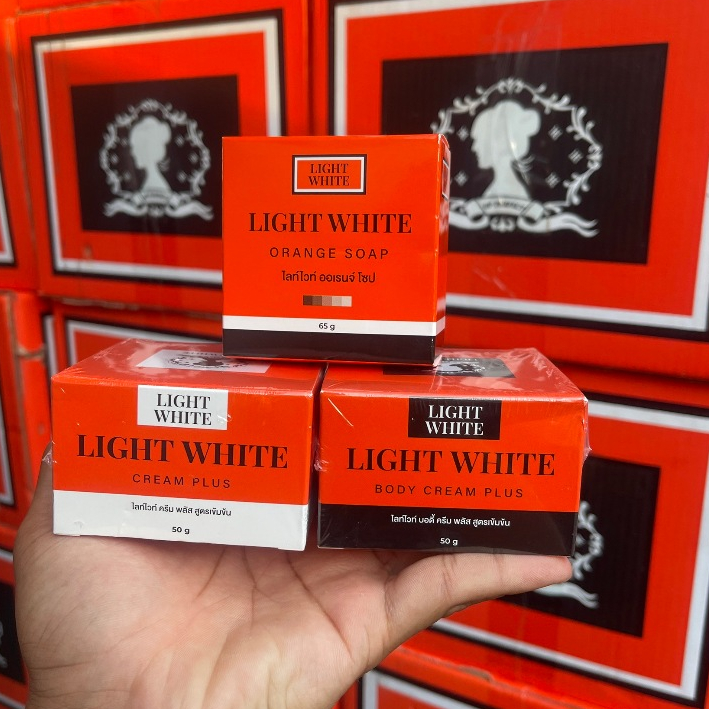 LIGHT
WHITE
LIGHT WHITE
ORANGE SOAP
ไลท์ไวท์ ออเรนจ์ โซป
65 g
LIGHT
WHITE
LIGHT WHITE
CREAM PLUS
ไลท์ไวท์ ครีม พลัส สูตรเข้มข้น
50 g
LIGHT
WHITE
LIGHT WHITE
BODY CREAM PLUS
ไลท์ไวท์ บอดี้ ครีม พลัส สูตรเข้มข้น
50 g